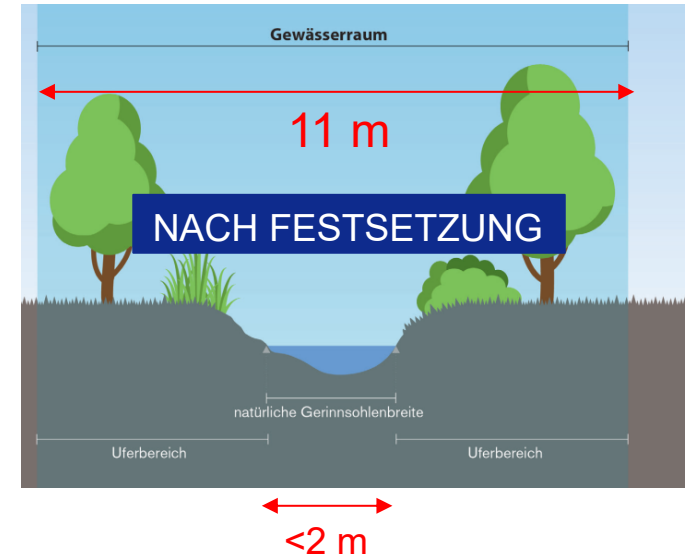 Gewässerraum
11 m
NACH FESTSETZUNG
natürliche Gerinnsohlenbreite
Uferbereich
Uferbereich
<2 m